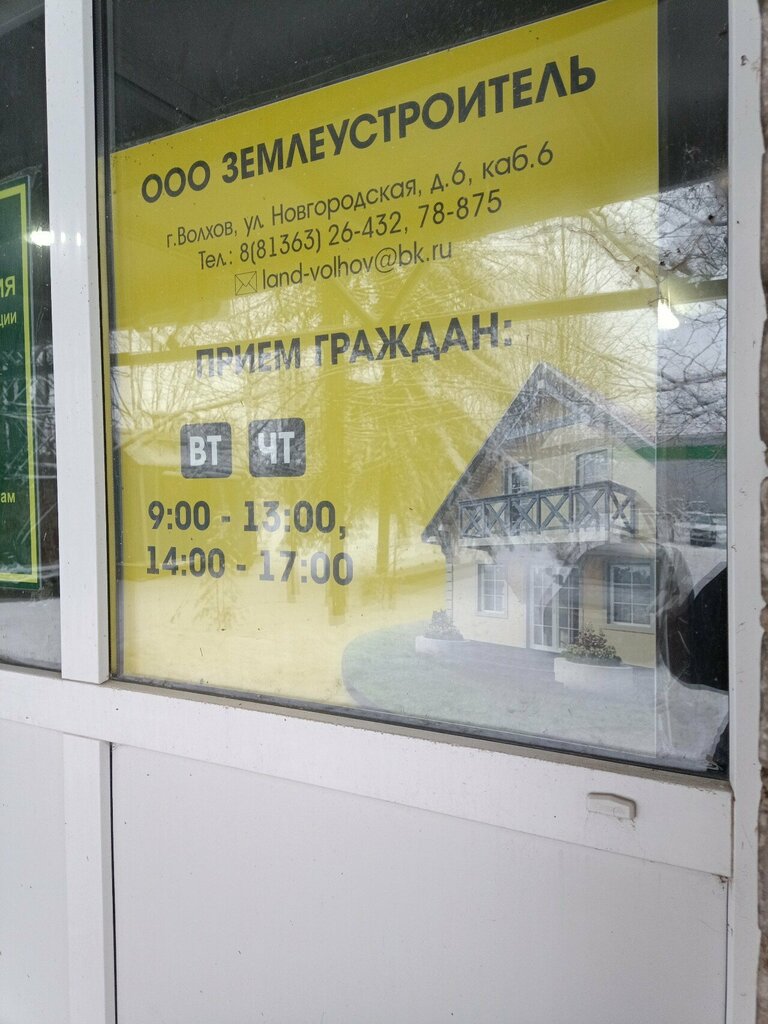 ООО ЗЕМЛЕУСТРОИТЕЛЬ
г.Волхов, ул. Новгородская, д.6, каб.6
Тел.: 8(81363) 26-432, 78-875
land-volhov@bk.ru
ПРИЕМ ГРАЖДАН:
ВТ ЧТ
9:00 - 13:00,
14:00 - 17:00